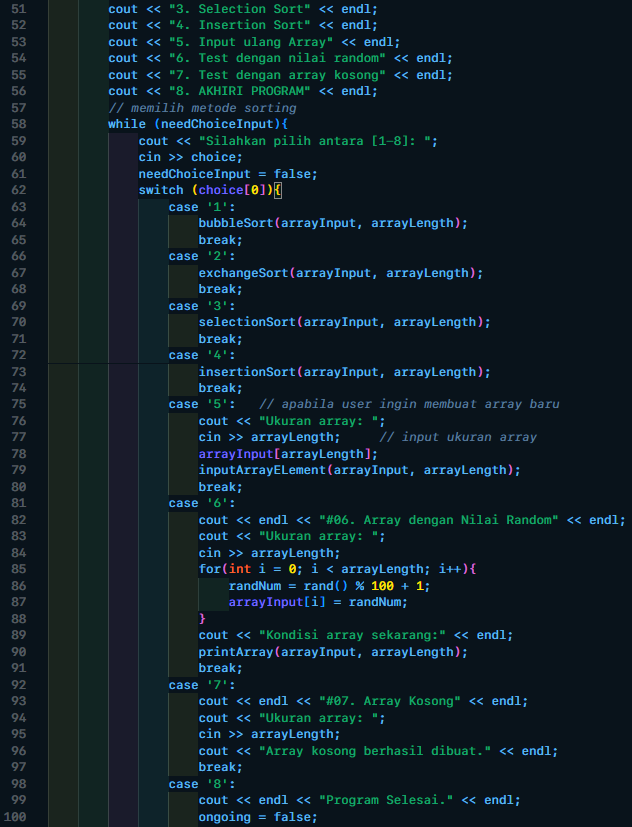 51 cout << "3. Selection Sort" << endl;
52 cout << "4. Insertion Sort" << endl;
53 cout << "5. Input ulang Array" << endl;
54 cout << "6. Test dengan nilai random" << endl;
55 cout << "7. Test dengan array kosong" << endl;
56 cout << "8. AKHIRI PROGRAM" << endl;
57 // memilih metode sorting
58 while (needChoiceInput){
59 cout << "Silahkan pilih antara [1-8]: ";
60 cin >> choice;
61 needChoiceInput = false;
62 switch (choice[0]){
63 case '1':
64 bubbleSort(arrayInput, arrayLength);
65 break;
66 case '2':
67 exchangeSort(arrayInput, arrayLength);
68 break;
69 case '3':
70 selectionSort(arrayInput, arrayLength);
71 break;
72 case '4':
73 insertionSort(arrayInput, arrayLength);
74 break;
75 case '5': // apabila user ingin membuat array baru
76 cout << "Ukuran array: ";
77 cin >> arrayLength; // input ukuran array
78 arrayInput[arrayLength];
79 inputArrayELement(arrayInput, arrayLength);
80 break;
81 case '6':
82 cout << endl << "#06. Array dengan Nilai Random" << endl;
83 cout << "Ukuran array: ";
84 cin >> arrayLength;
85 for(int i = 0; i < arrayLength; i++){
86 randNum = rand() % 100 + 1;
87 arrayInput[i] = randNum;
88 }
89 cout << "Kondisi array sekarang:" << endl;
90 printArray(arrayInput, arrayLength);
91 break;
92 case '7':
93 cout << endl << "#07. Array Kosong" << endl;
94 cout << "Ukuran array: ";
95 cin >> arrayLength;
96 cout << "Array kosong berhasil dibuat." << endl;
97 break;
98 case '8':
99 cout << endl << "Program Selesai." << endl;
100 ongoing = false;